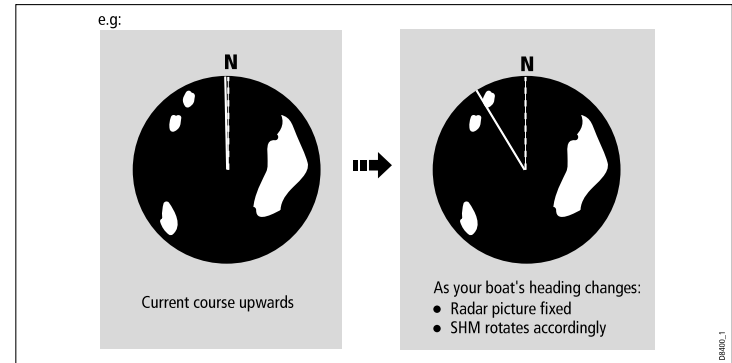 e.g:
N
Current course upwards
N
As your boat's heading changes:
● Radar picture fixed
● SHM rotates accordingly
D8400_1